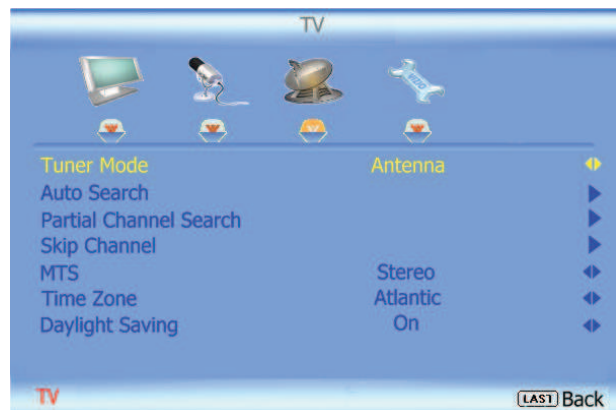 TV
Tuner Mode Antenna
Auto Search
Partial Channel Search
Skip Channel
MTS Stereo
Time Zone Atlantic
Daylight Saving On
TV LAST Back